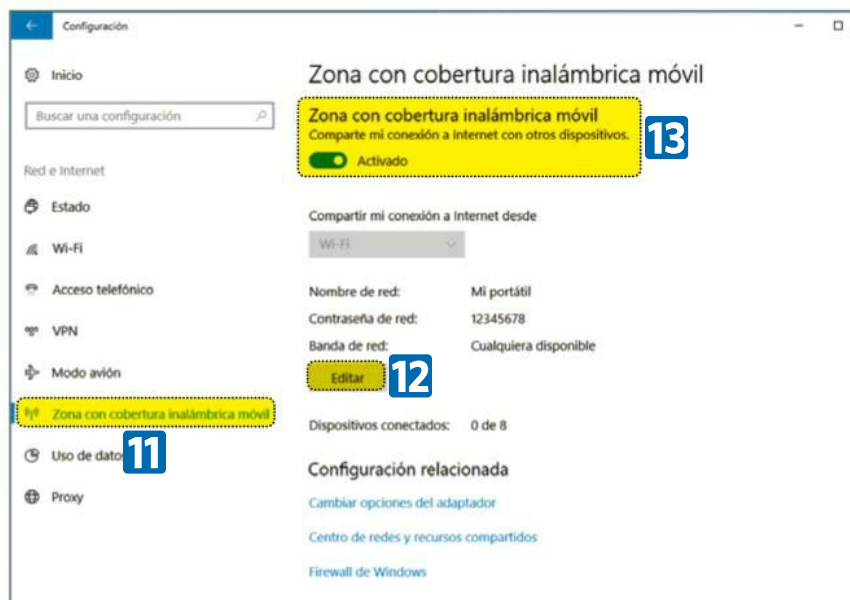 Configuración
Inicio
Buscar una configuración
Red e Internet
Estado
Wi-Fi
Acceso telefónico
VPN
Modo avión
Zona con cobertura inalámbrica móvil
11
Uso de datos
Proxy
Zona con cobertura inalámbrica móvil
Zona con cobertura inalámbrica móvil
Comparte mi conexión a Internet con otros dispositivos.
13
Activado
Compartir mi conexión a Internet desde
Wi-Fi
Nombre de red: Mi portátil
Contraseña de red: 12345678
Banda de red: Cualquiera disponible
Editar
12
Dispositivos conectados: 0 de 8
Configuración relacionada
Cambiar opciones del adaptador
Centro de redes y recursos compartidos
Firewall de Windows